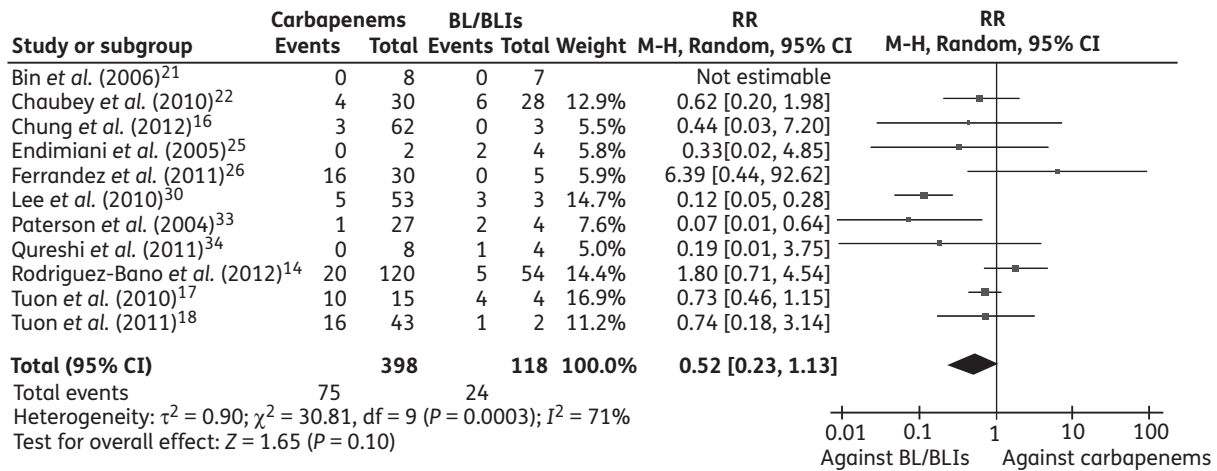 Carbapenems BL/BLIs RR RR
Study or subgroup Events Total Events Total Weight M-H, Random, 95% CI M-H, Random, 95% CI
Bin et al. (2006)21 0 8 0 7 Not estimable
Chaubey et al. (2010)22 4 30 6 28 12.9% 0.62 [0.20, 1.98]
Chung et al. (2012)16 3 62 0 3 5.5% 0.44 [0.03, 7.20]
Endimiani et al. (2005)25 0 2 2 4 5.8% 0.33[0.02, 4.85]
Ferrandez et al. (2011)26 16 30 0 5 5.9% 6.39 [0.44, 92.62]
Lee et al. (2010)30 5 53 3 3 14.7% 0.12 [0.05, 0.28]
Paterson et al. (2004)33 1 27 2 4 7.6% 0.07 [0.01, 0.64]
Qureshi et al. (2011)34 0 8 1 4 5.0% 0.19 [0.01, 3.75]
Rodriguez-Bano et al. (2012)14 20 120 5 54 14.4% 1.80 [0.71, 4.54]
Tuon et al. (2010)17 10 15 4 4 16.9% 0.73 [0.46, 1.15]
Tuon et al. (2011)18 16 43 1 2 11.2% 0.74 [0.18, 3.14]
Total (95% CI) 398 118 100.0% 0.52 [0.23, 1.13]
Total events 75 24
Heterogeneity: τ2 = 0.90; χ2 = 30.81, df = 9 (P = 0.0003); I2 = 71%
Test for overall effect: Z = 1.65 (P = 0.10)
0.01 0.1 1 10 100
Against BL/BLIs Against carbapenems